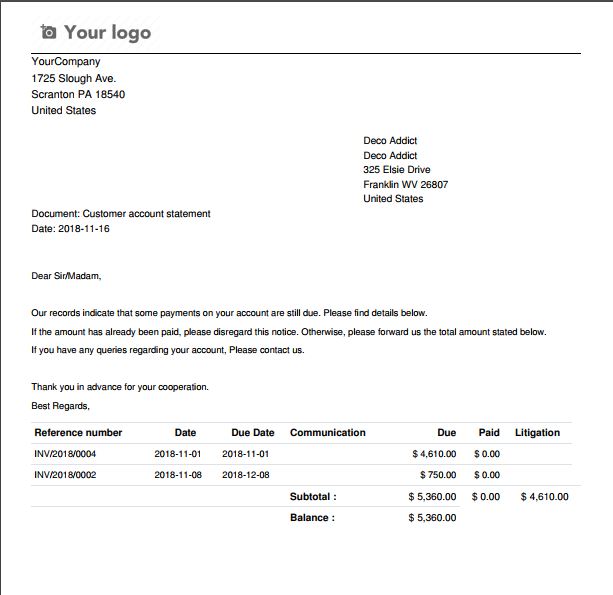 Your logo
YourCompany
1725 Slough Ave.
Scranton PA 18540
United States
Deco Addict
Deco Addict
325 Elsie Drive
Franklin WV 26807
United States
Document: Customer account statement
Date: 2018-11-16
Dear Sir/Madam,
Our records indicate that some payments on your account are still due. Please find details below.
If the amount has already been paid, please disregard this notice. Otherwise, please forward us the total amount stated below.
If you have any queries regarding your account, Please contact us.
Thank you in advance for your cooperation.
Best Regards,
Reference number Date Due Date Communication Due Paid Litigation
INV/2018/0004 2018-11-01 2018-11-01 $ 4,610.00 $ 0.00
INV/2018/0002 2018-11-08 2018-12-08 $ 750.00 $ 0.00
Subtotal : $ 5,360.00 $ 0.00 $ 4,610.00
Balance : $ 5,360.00